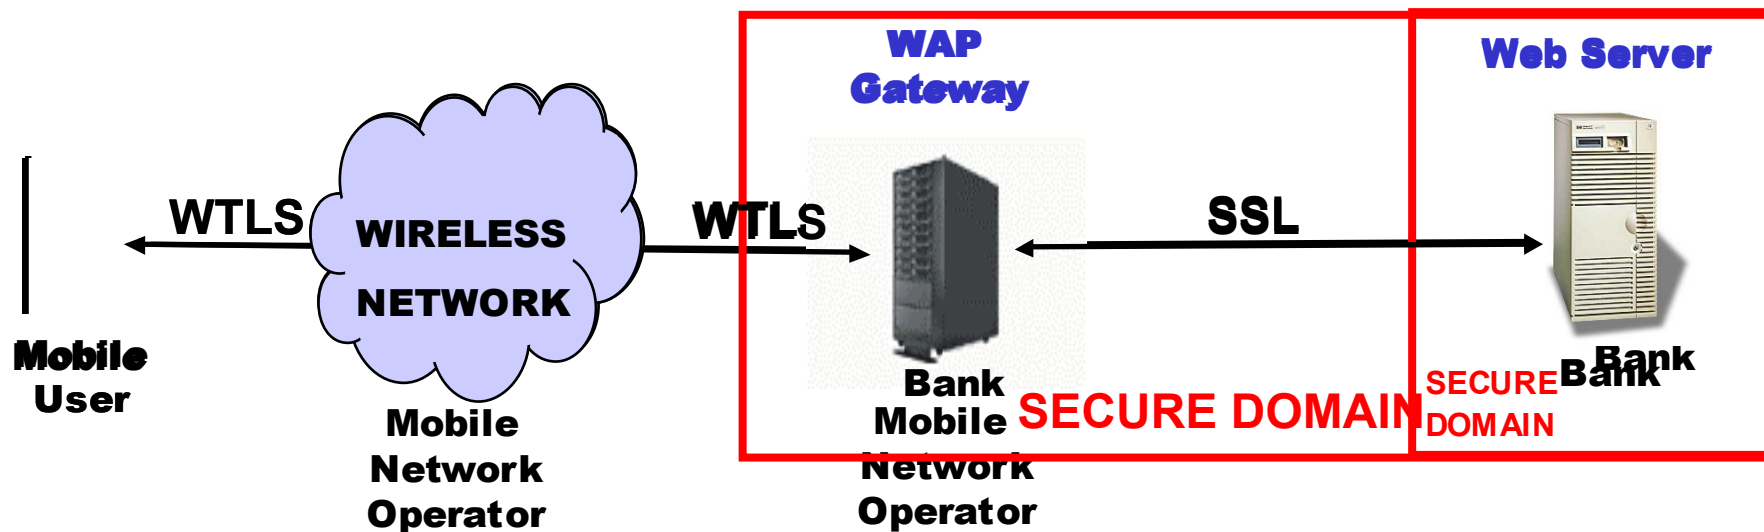 WAP
Gateway
Web Server
WTLS
WIRELESS
NETWORK
WTLS
SSL
Mobile
User
Mobile
Network
Operator
Bank
Mobile
Network
Operator
SECURE DOMAIN
SECURE
DOMAIN
Bank
Bank